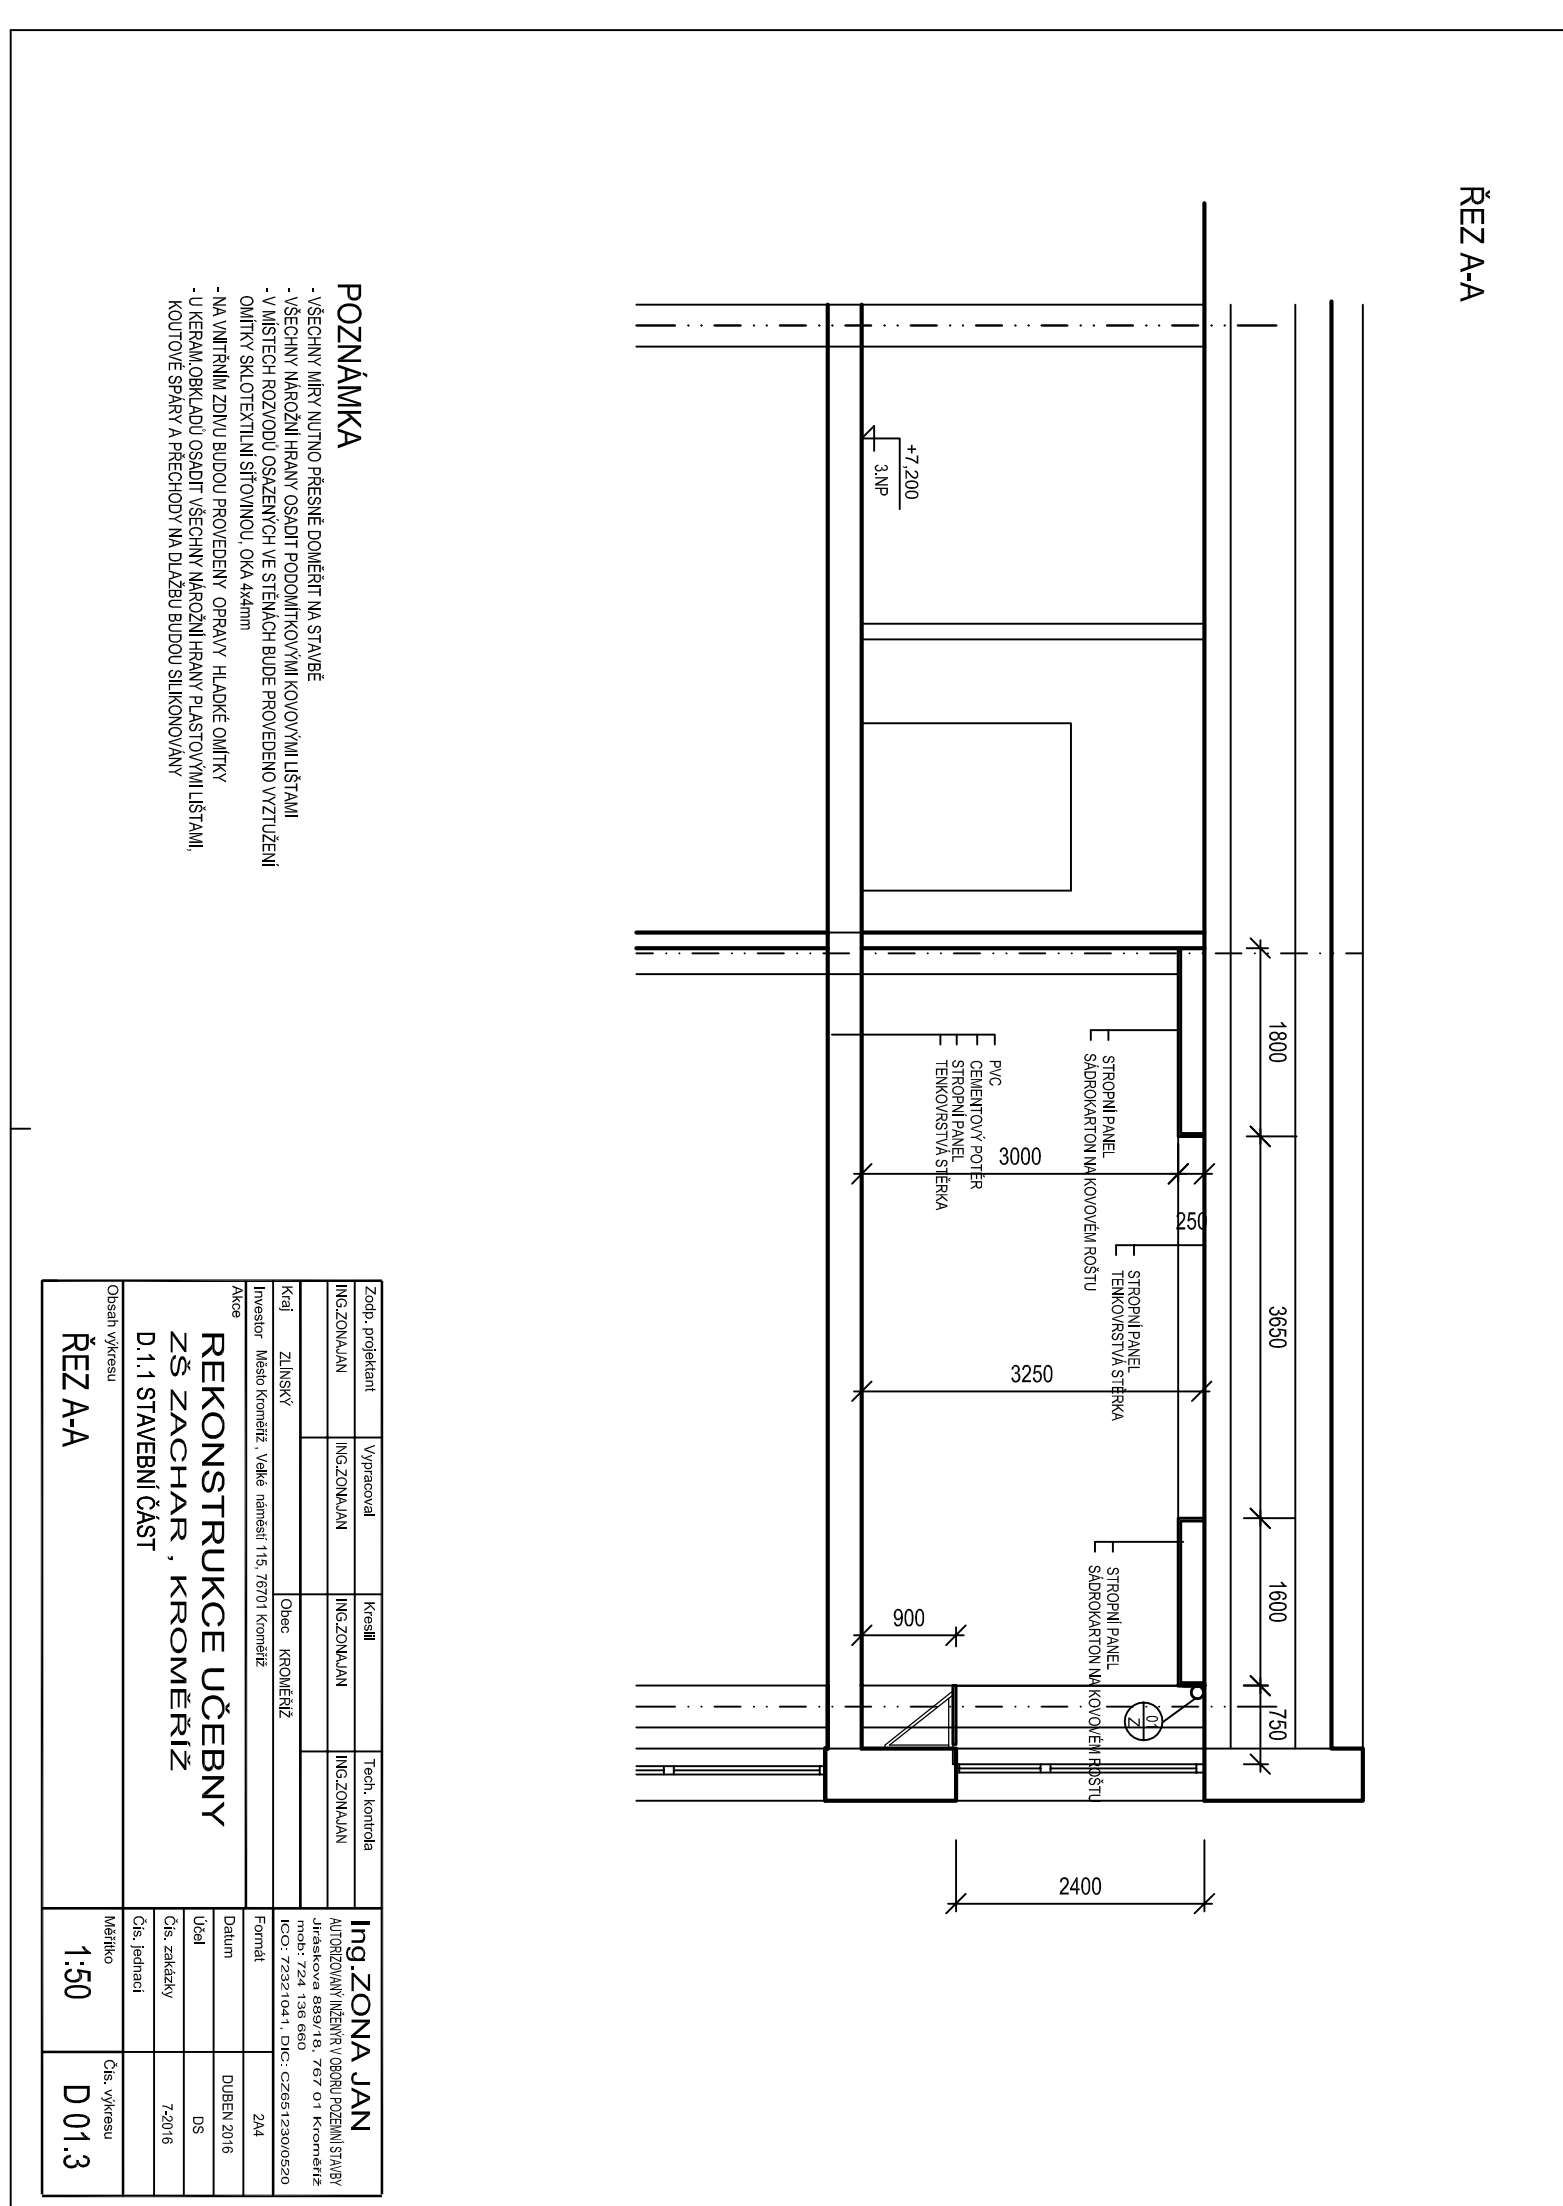 ŘEZ A-A
1800
3650
1600
750
STROPNÍ PANEL
SÁDROKARTON NA KOVOVÉM ROŠTU
250
STROPNÍ PANEL
TENKOVRSTVÁ STĚRKA
STROPNÍ PANEL
SÁDROKARTON NA KOVOVÉM ROŠTU
01
Z
3000
3250
2400
900
+7,200
3.NP
PVC
CEMENTOVÝ POTĚR
STROPNÍ PANEL
TENKOVRSTVÁ STĚRKA
POZNÁMKA
- VŠECHNY MÍRY NUTNO PŘESNĚ DOMĚŘIT NA STAVBĚ
- VŠECHNY NÁROŽNÍ HRANY OSADIT PODOMÍTKOVÝMI KOVOVÝMI LIŠTAMI
- V MÍSTECH ROZVODŮ OSAZENÝCH VE STĚNÁCH BUDE PROVEDENO VYZTUŽENÍ
OMÍTKY SKLOTEXTILNÍ SÍŤOVINOU, OKA 4x4mm
- NA VNITŘNÍM ZDIVU BUDOU PROVEDENY OPRAVY HLADKÉ OMÍTKY
- U KERAM.OBKLADŮ OSADIT VŠECHNY NÁROŽNÍ HRANY PLASTOVÝMI LIŠTAMI,
KOUTOVÉ SPÁRY A PŘECHODY NA DLAŽBU BUDOU SILIKONOVÁNY
Zodp. projektant Vypracoval Kreslil Tech. kontrola
ING.ZONAJAN ING.ZONAJAN ING.ZONAJAN ING.ZONAJAN
Kraj ZLÍNSKÝ Obec KROMĚŘÍŽ
Investor Město Kroměříž , Velké náměstí 115, 76701 Kroměříž
Akce
REKONSTRUKCE UČEBNY
ZŠ ZACHAR , KROMĚŘÍŽ
D.1.1 STAVEBNÍ ČÁST
Obsah výkresu
ŘEZ A-A
Ing.ZONA JAN
AUTORIZOVANÝ INŽENÝR V OBORU POZEMNÍ STAVBY
Jiráskova 889/18, 767 01 Kroměříž
mob: 724 136 660
ICO: 72321041, DIC: CZ651230/0520
Formát 2A4
Datum DUBEN 2016
Účel DS
Čís. zakázky 7-2016
Čís. jednací
Měřítko
1:50
Čís. výkresu
D 01.3